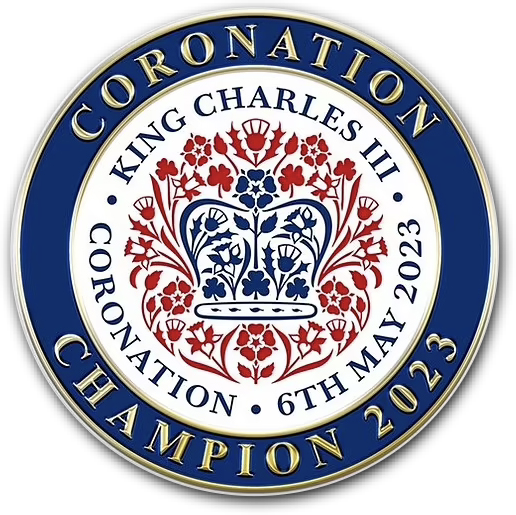 CORONATION
KING CHARLES III
• CORONATION • 6TH MAY 2023 •
CHAMPION 2023